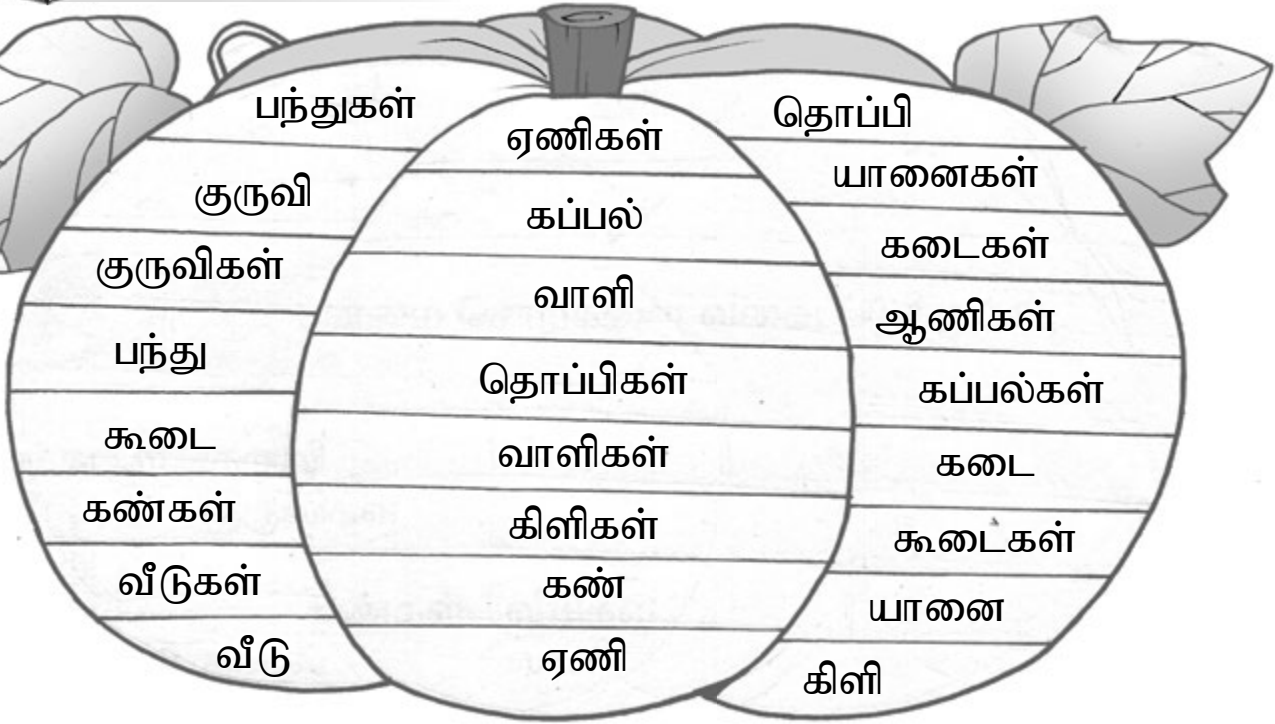 பந்துகள்
குருவி
குருவிகள்
பந்து
கூடை
கண்கள்
வீடுகள்
வீடு
ஏணிகள்
கப்பல்
வாளி
தொப்பிகள்
வாளிகள்
கிளிகள்
கண்
ஏணி
தொப்பி
யானைகள்
கடைகள்
ஆணிகள்
கப்பல்கள்
கடை
கூடைகள்
யானை
கிளி